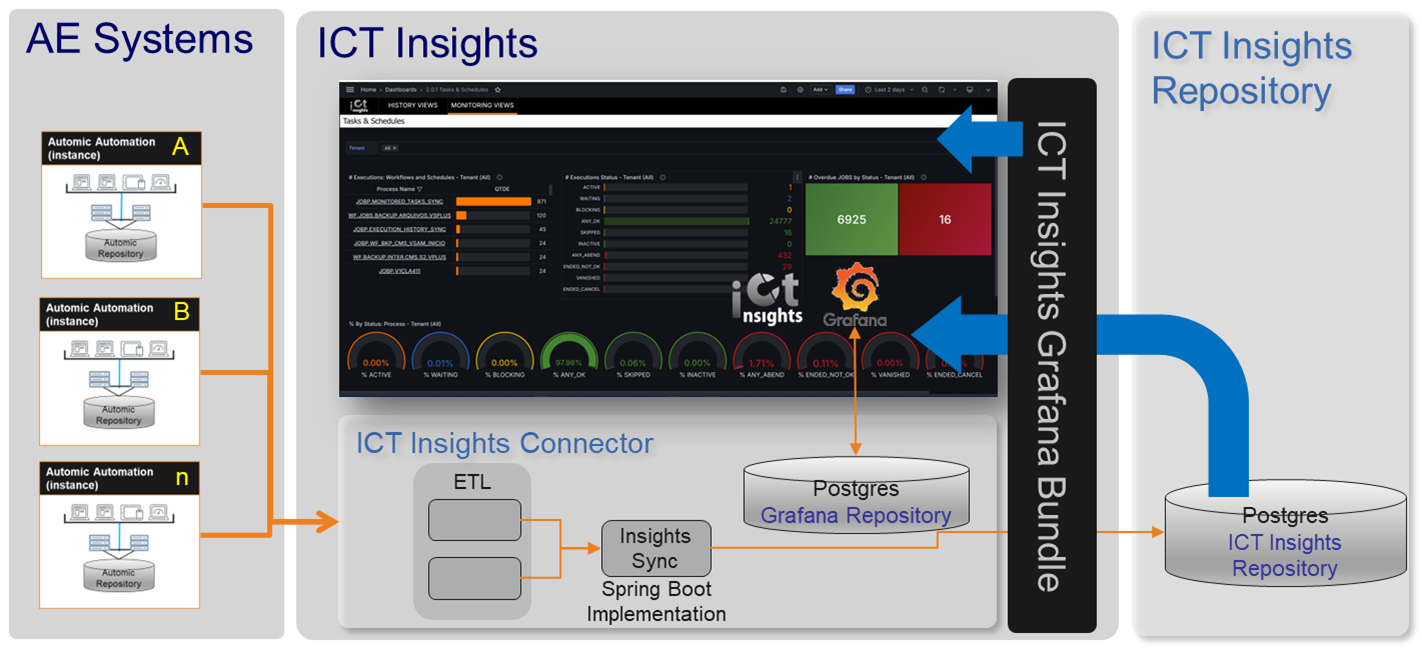 AE Systems
Automic Automation
(instance)
A
Automic
Repository
Automic Automation
(instance)
B
Automic
Repository
Automic Automation
(instance)
n
Automic
Repository
ICT Insights
Home > Dashboards > 2.0.1 Tasks & Schedules
Add
Share
Last 2 days
ict
insights
HISTORY VIEWS
MONITORING VIEWS
Tasks & Schedules
Tenant
All ×
# Executions: Workflows and Schedules - Tenant (All)
Process Name
QTDE
JOBP.MONITORED_TASKS_SYNC 871
WF.JOBS.BACKUP.ARQUIVOS.VSPLUS 120
JOBP.EXECUTION_HISTORY_SYNC 45
JOBP.WF_BKP_CMS_VSAM_INICIO 24
WF.BACKUP.INTER.CMS.S2.VPLUS 24
JOBP.V1CLA411 24
# Executions Status - Tenant (All)
ACTIVE 1
WAITING 2
BLOCKING 0
ANY_OK 24777
SKIPPED 16
INACTIVE 0
ANY_ABEND 432
ENDED_NOT_OK 29
VANISHED
ENDED_CANCEL
# Overdue JOBS by Status - Tenant (All)
6925
16
ict
nsights
Grafana
% By Status: Process - Tenant (All)
0.00%
% ACTIVE
0.01%
% WAITING
0.00%
% BLOCKING
97.98%
% ANY_OK
0.06%
% SKIPPED
0.00%
% INACTIVE
1.71%
% ANY_ABEND
0.11%
% ENDED_NOT_OK
0.00%
% VANISHED
% ENDED_CANCEL
ICT Insights Connector
ETL
Insights
Sync
Spring Boot
Implementation
Postgres
Grafana Repository
ICT Insights Grafana Bundle
ICT Insights
Repository
Postgres
ICT Insights
Repository